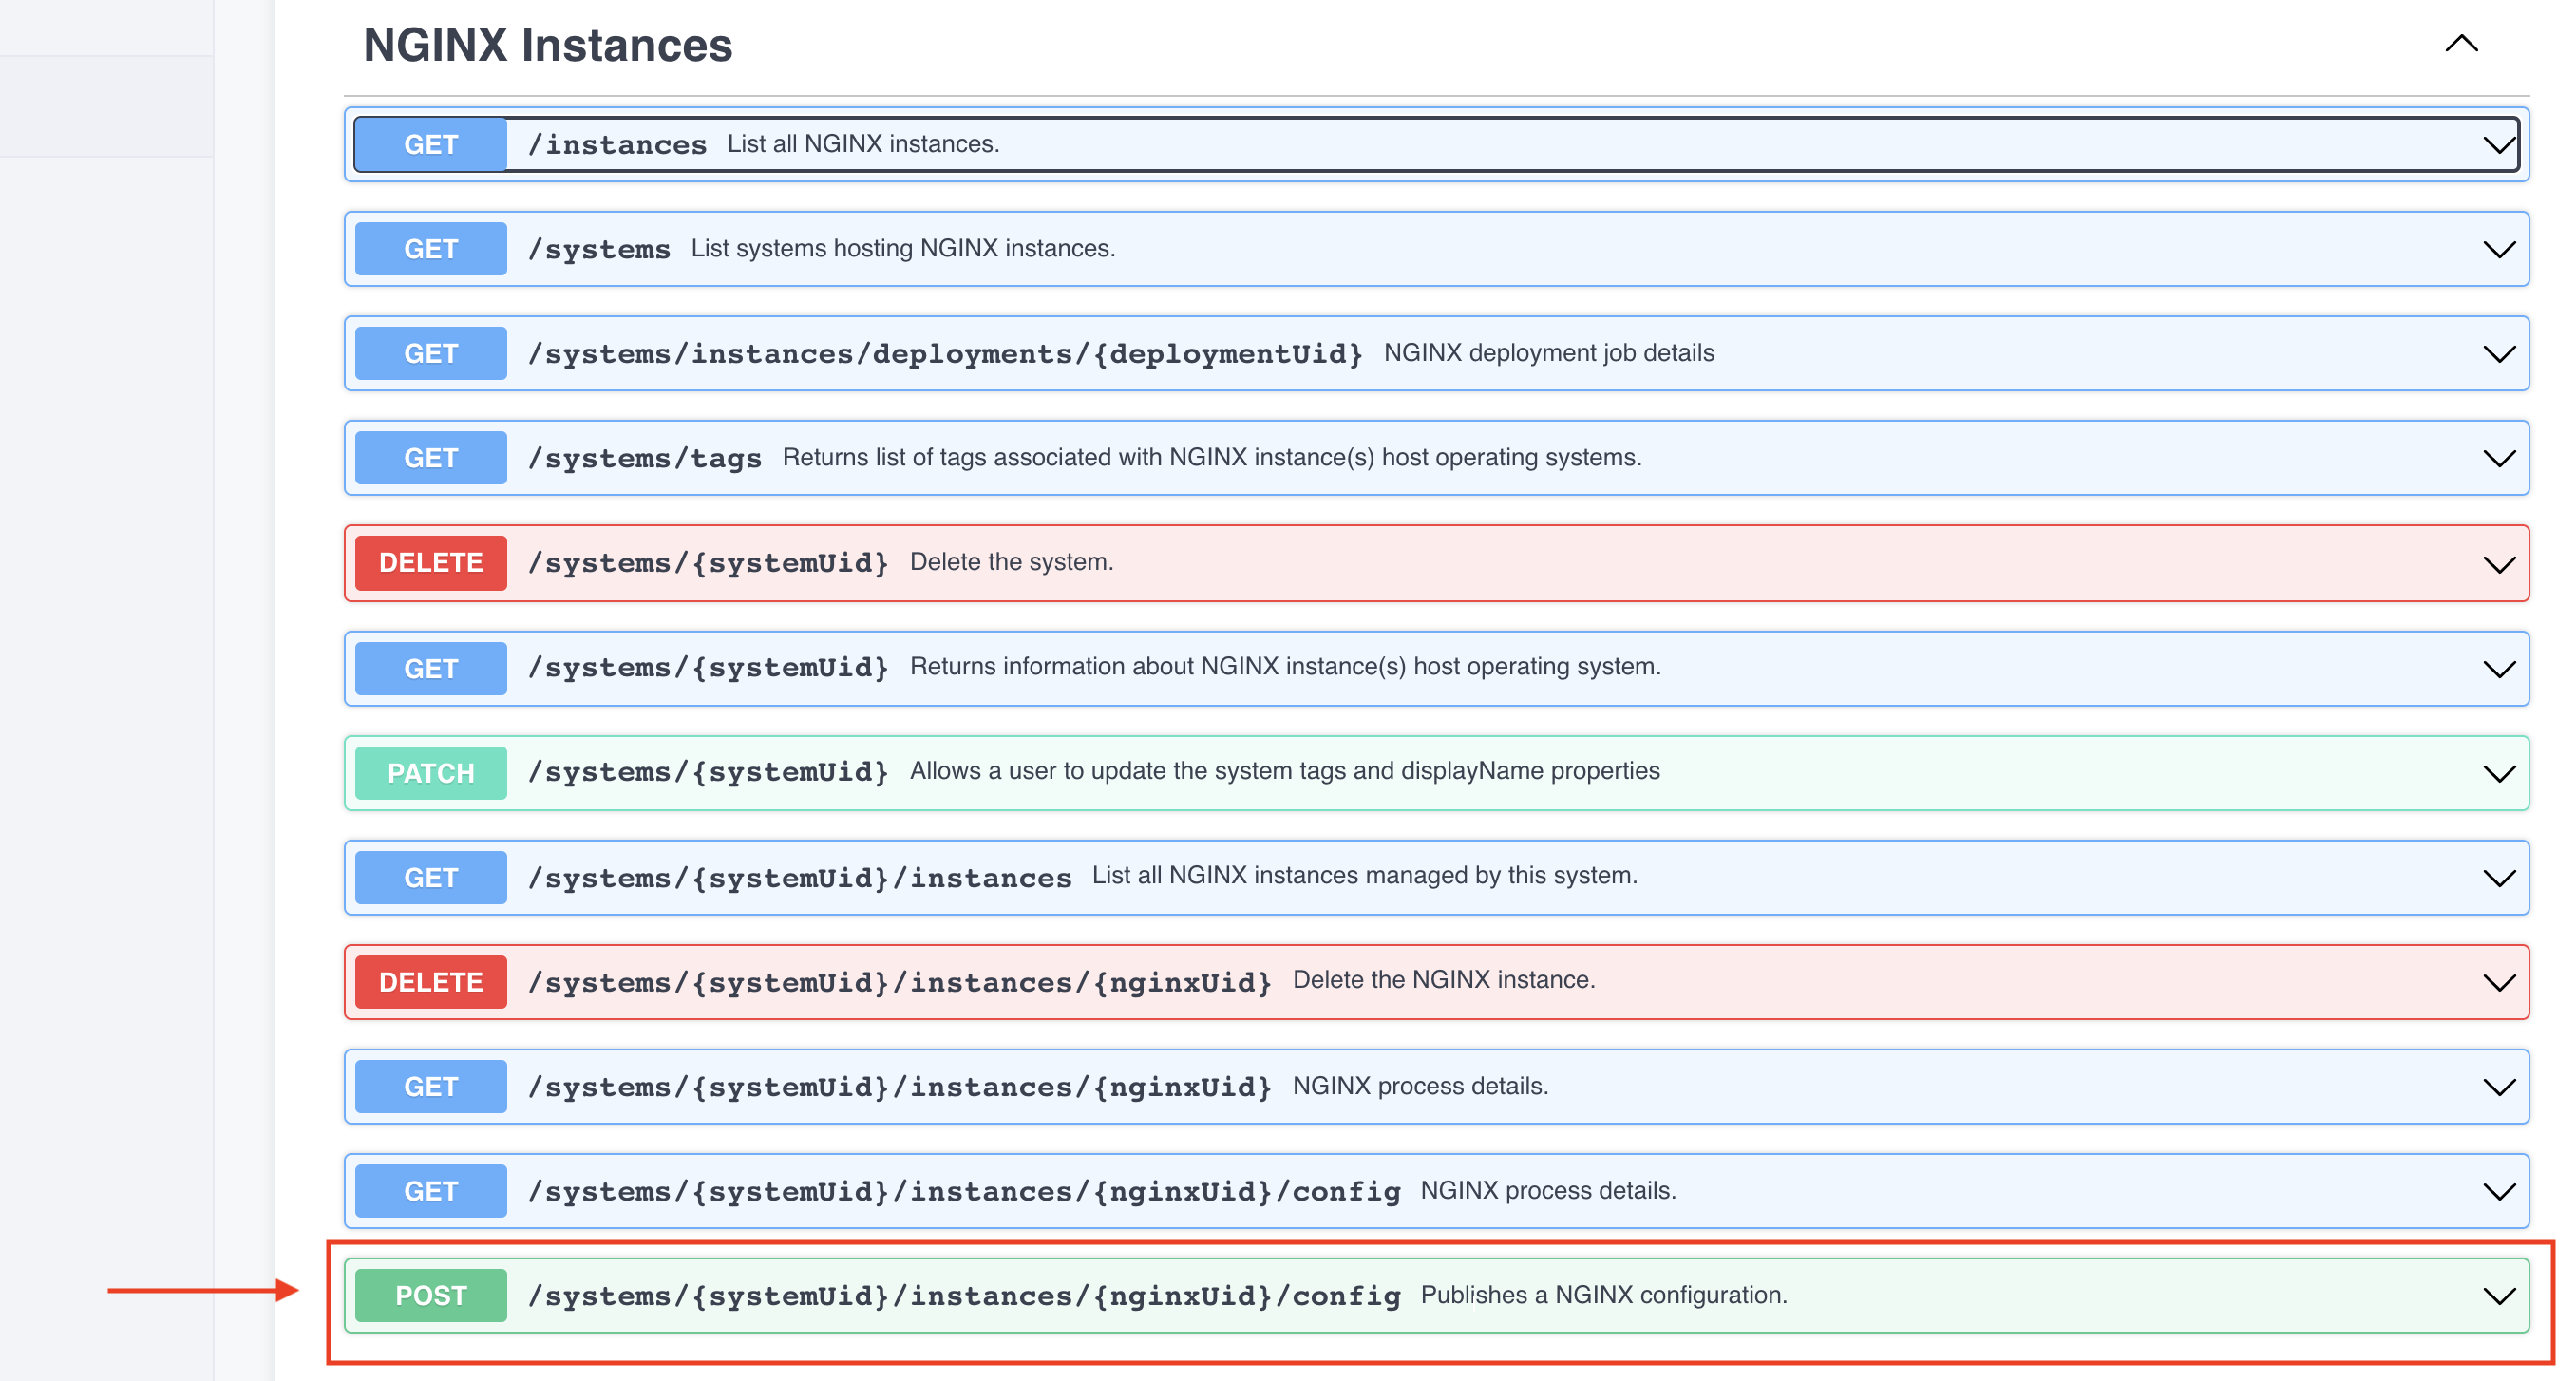 NGINX Instances
GET /instances List all NGINX instances.
GET /systems List systems hosting NGINX instances.
GET /systems/instances/deployments/{deploymentUid} NGINX deployment job details
GET /systems/tags Returns list of tags associated with NGINX instance(s) host operating systems.
DELETE /systems/{systemUid} Delete the system.
GET /systems/{systemUid} Returns information about NGINX instance(s) host operating system.
PATCH /systems/{systemUid} Allows a user to update the system tags and displayName properties
GET /systems/{systemUid}/instances List all NGINX instances managed by this system.
DELETE /systems/{systemUid}/instances/{nginxUid} Delete the NGINX instance.
GET /systems/{systemUid}/instances/{nginxUid} NGINX process details.
GET /systems/{systemUid}/instances/{nginxUid}/config NGINX process details.
POST /systems/{systemUid}/instances/{nginxUid}/config Publishes a NGINX configuration.